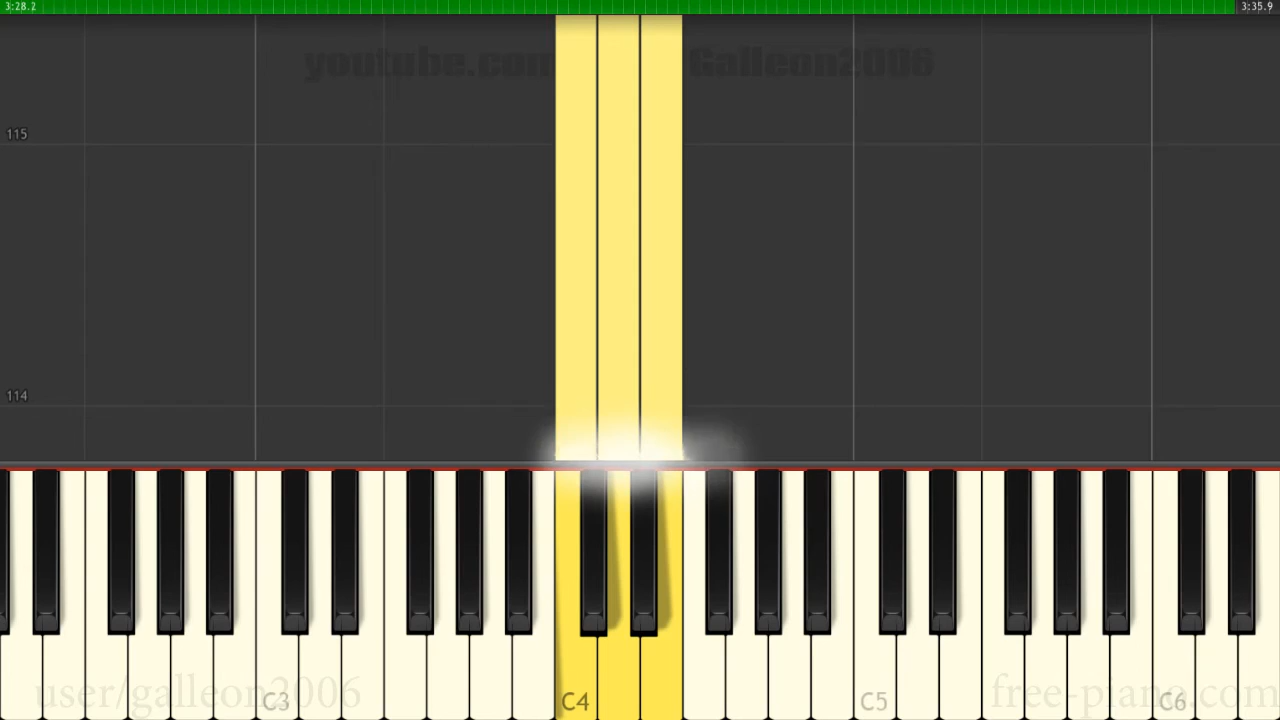 3:28.2
3:35.9
youtube.com Galleon2006
115
114
user/galleon2006
C3
C4
C5
free-piano.com
C6